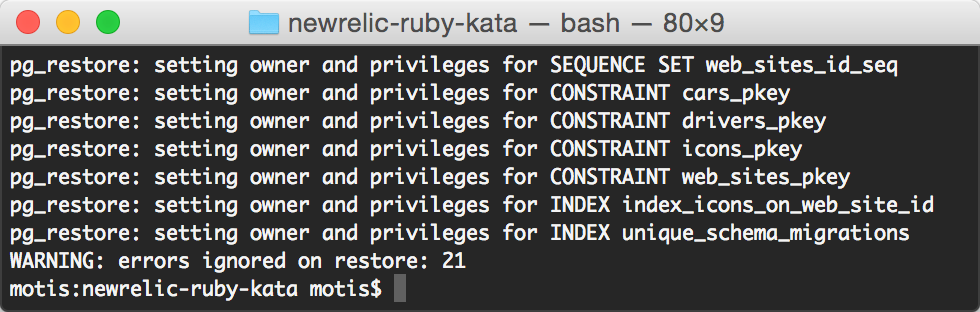 newrelic-ruby-kata — bash — 80×9
pg_restore: setting owner and privileges for SEQUENCE SET web_sites_id_seq
pg_restore: setting owner and privileges for CONSTRAINT cars_pkey
pg_restore: setting owner and privileges for CONSTRAINT drivers_pkey
pg_restore: setting owner and privileges for CONSTRAINT icons_pkey
pg_restore: setting owner and privileges for CONSTRAINT web_sites_pkey
pg_restore: setting owner and privileges for INDEX index_icons_on_web_site_id
pg_restore: setting owner and privileges for INDEX unique_schema_migrations
WARNING: errors ignored on restore: 21
motis:newrelic-ruby-kata motis$